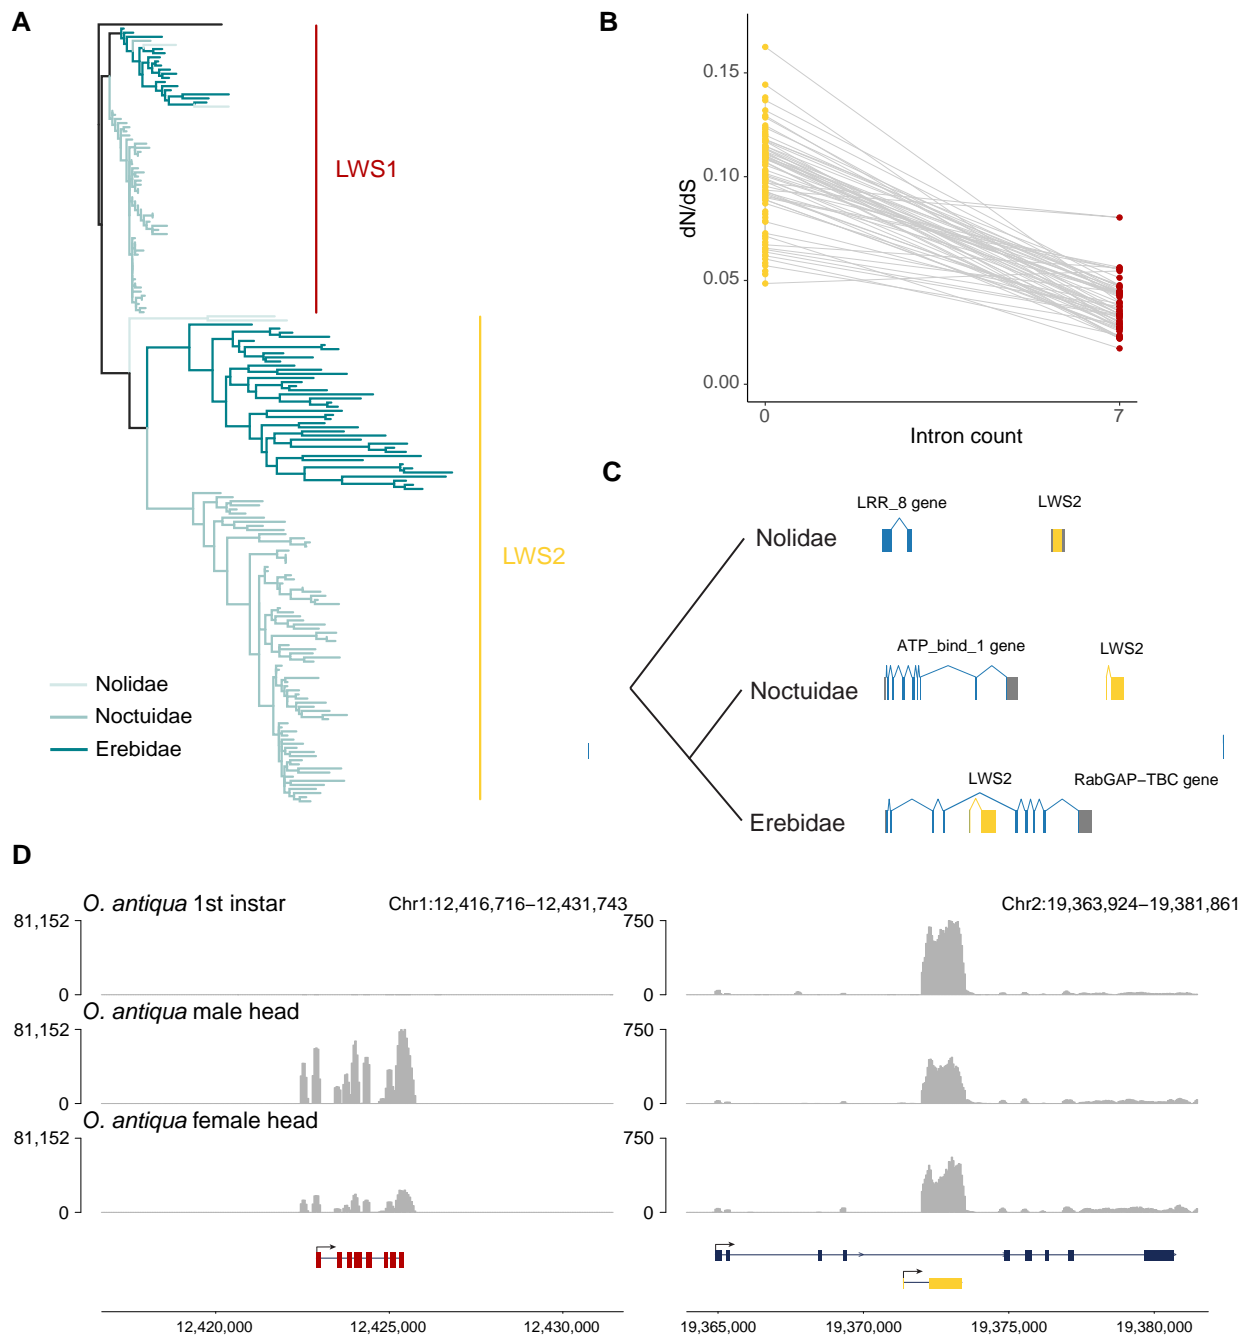 A
LWS1
LWS2
Nolidae
Noctuidae
Erebidae
B
0.15
0.10
0.05
0.00
dN/dS
0
7
Intron count
C
LRR_8 gene
LWS2
Nolidae
ATP_bind_1 gene
LWS2
Noctuidae
LWS2
RabGAP–TBC gene
Erebidae
D
O. antiqua 1st instar
Chr1:12,416,716–12,431,743
Chr2:19,363,924–19,381,861
81,152
0
750
0
O. antiqua male head
81,152
0
750
0
O. antiqua female head
81,152
0
750
0
12,420,000
12,425,000
12,430,000
19,365,000
19,370,000
19,375,000
19,380,000